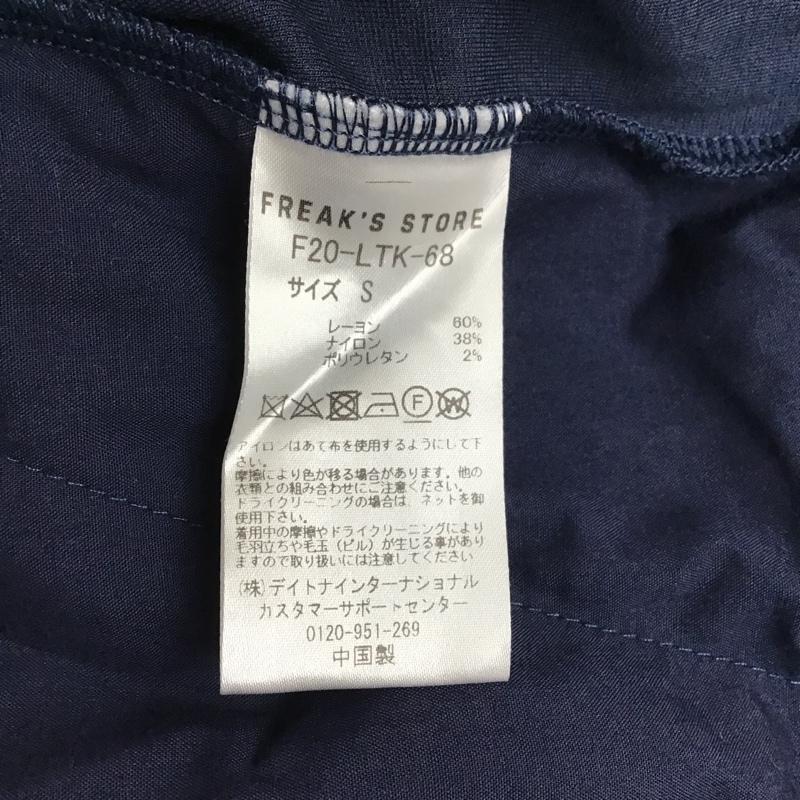 FREAK'S STORE
F20-LTK-68
サイズ S
レーヨン 60%
ナイロン 38%
ポリウレタン 2%
F W
アイロンはあて布を使用するようにして下
さい。
摩擦により色が移る場合があります。他の
衣類との組み合わせにご注意ください。
ドライクリーニングの場合は、ネットを御
使用下さい。
着用中の摩擦やドライクリーニングにより
毛羽立ちや毛玉（ピル）が生じる事があり
ますので取り扱いには注意してください
(株)デイトナインターナショナル
カスタマーサポートセンター
0120-951-269
中国製